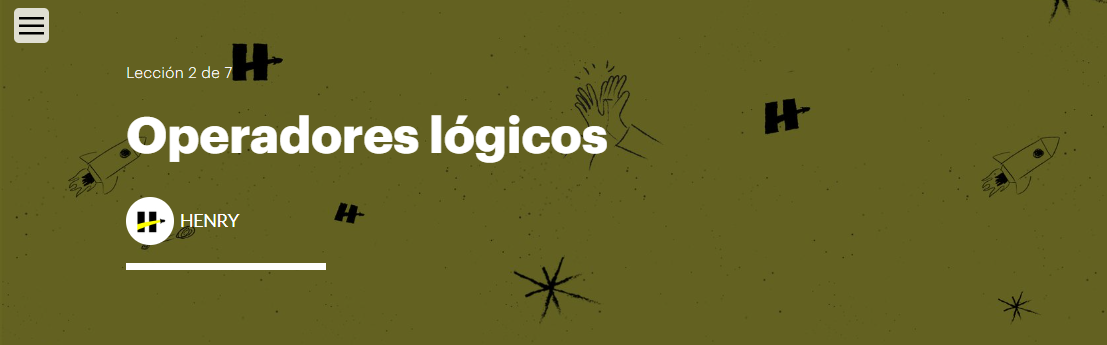 Lección 2 de 7
Operadores lógicos
HENRY